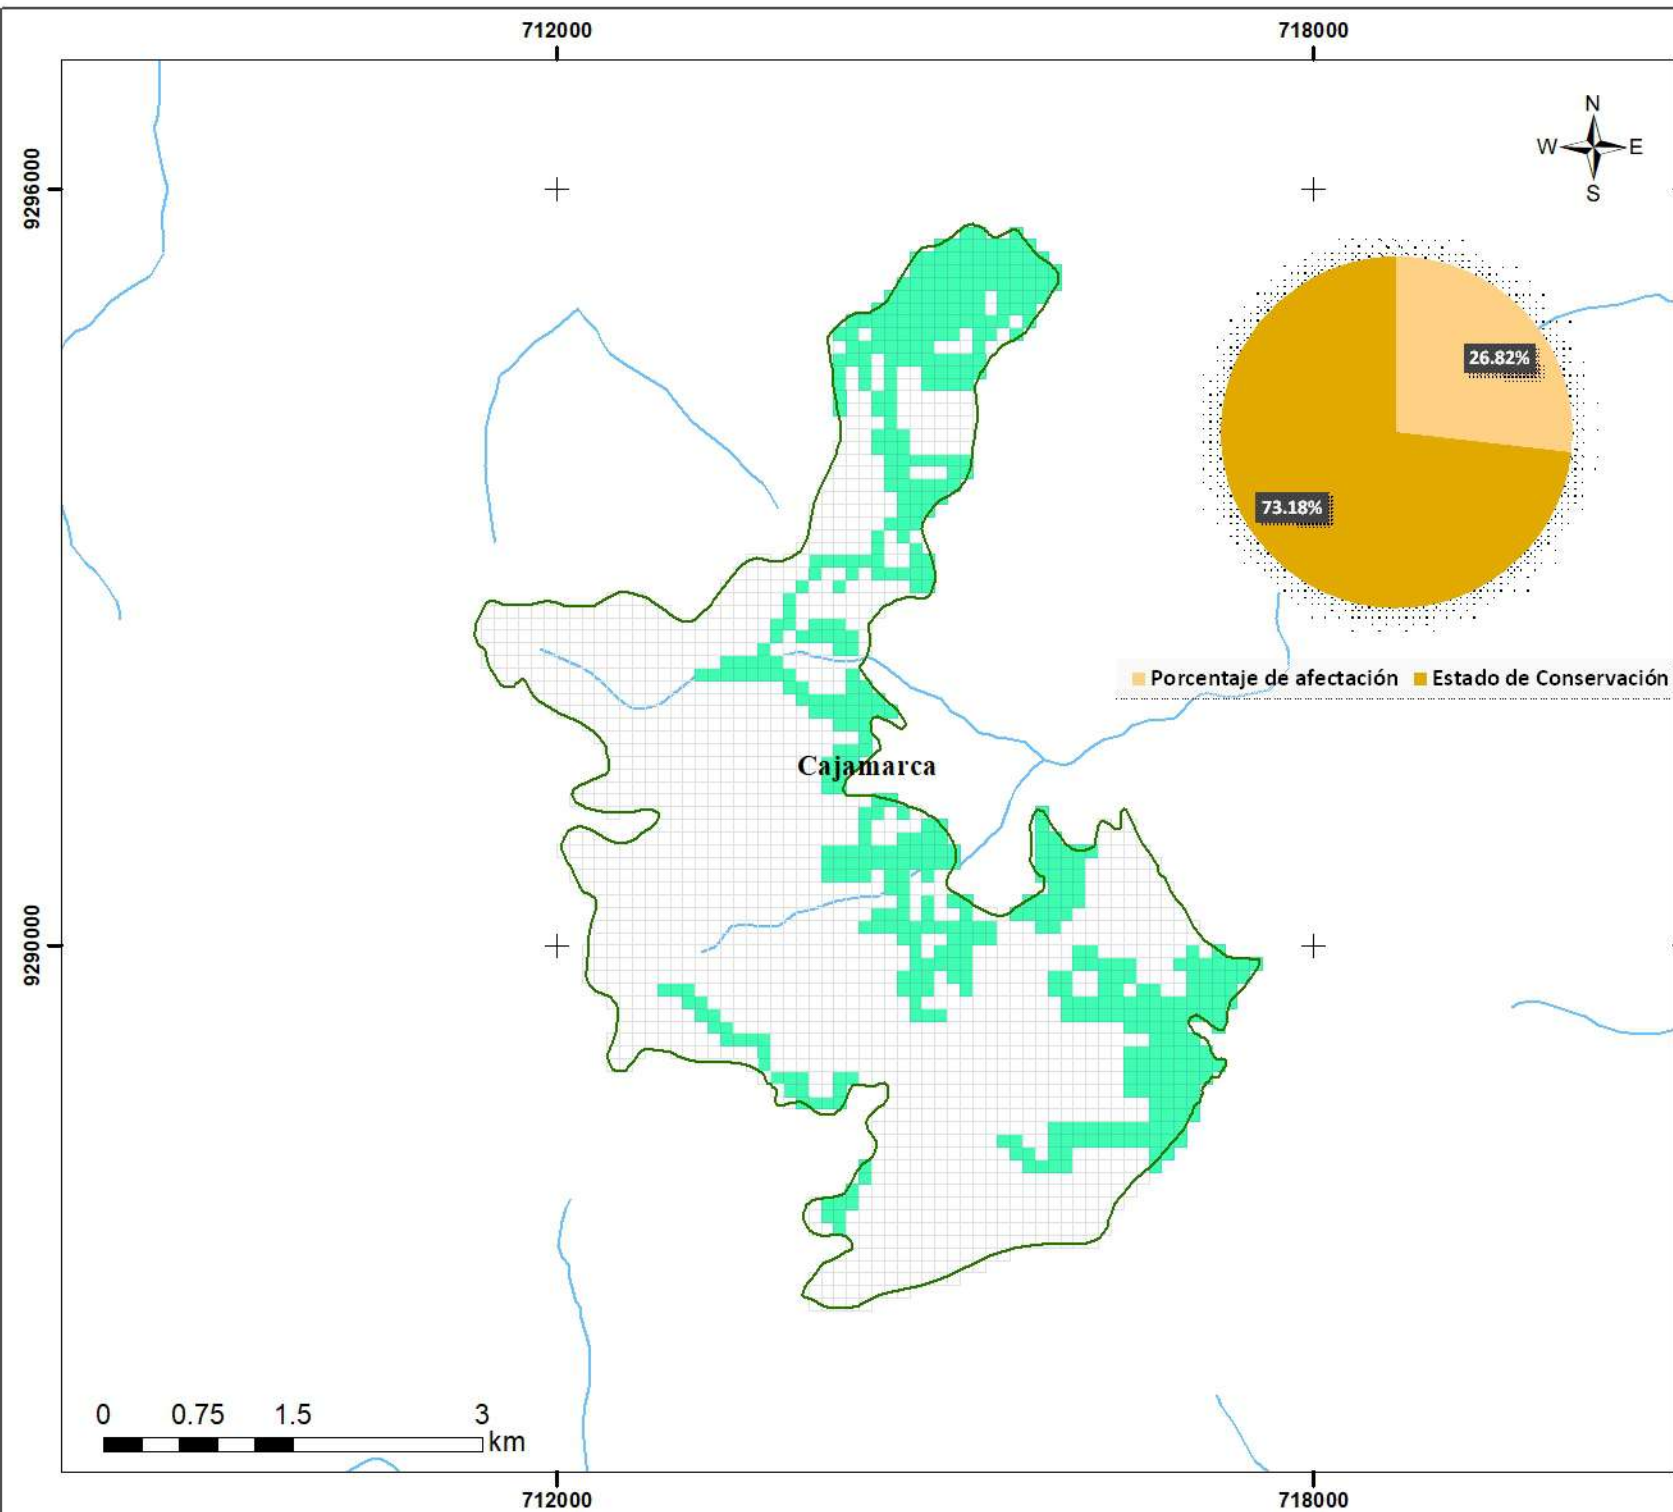 712000 718000
N
W E
S
9296000
26.82%
73.18%
Porcentaje de afectación Estado de Conservación
Cajamarca
9290000
0 0.75 1.5 3
km
712000 718000